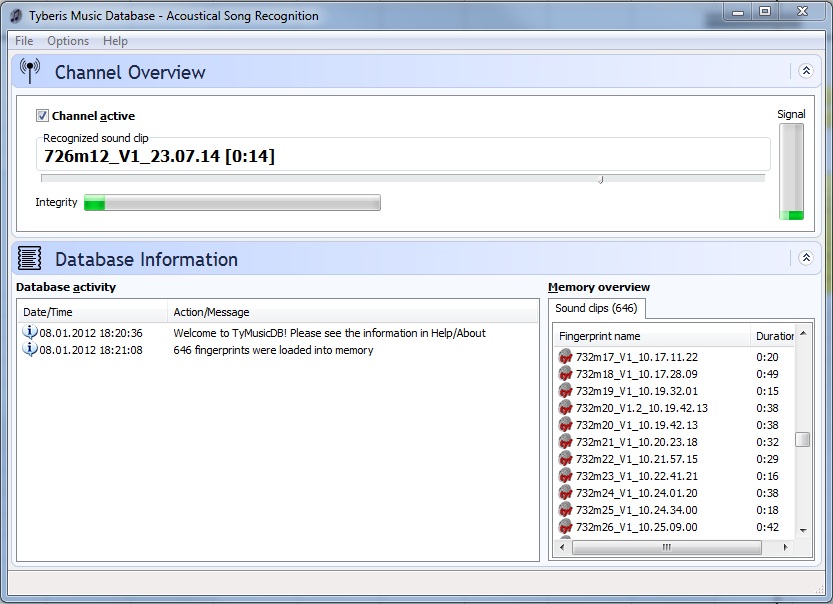 Tyberis Music Database - Acoustical Song Recognition
File Options Help
Channel Overview
Channel active
Signal
Recognized sound clip
726m12_V1_23.07.14 [0:14]
Integrity
Database Information
Database activity
Date/Time Action/Message
08.01.2012 18:20:36 Welcome to TyMusicDB! Please see the information in Help/About
08.01.2012 18:21:08 646 fingerprints were loaded into memory
Memory overview
Sound clips (646)
Fingerprint name Duration
732m17_V1_10.17.11.22 0:20
732m18_V1_10.17.28.09 0:49
732m19_V1_10.19.32.01 0:15
732m20_V1.2_10.19.42.13 0:38
732m20_V1_10.19.42.13 0:38
732m21_V1_10.20.23.18 0:32
732m22_V1_10.21.57.15 0:29
732m23_V1_10.22.41.21 0:16
732m24_V1_10.24.01.20 0:38
732m25_V1_10.24.34.00 0:18
732m26_V1_10.25.09.00 0:42